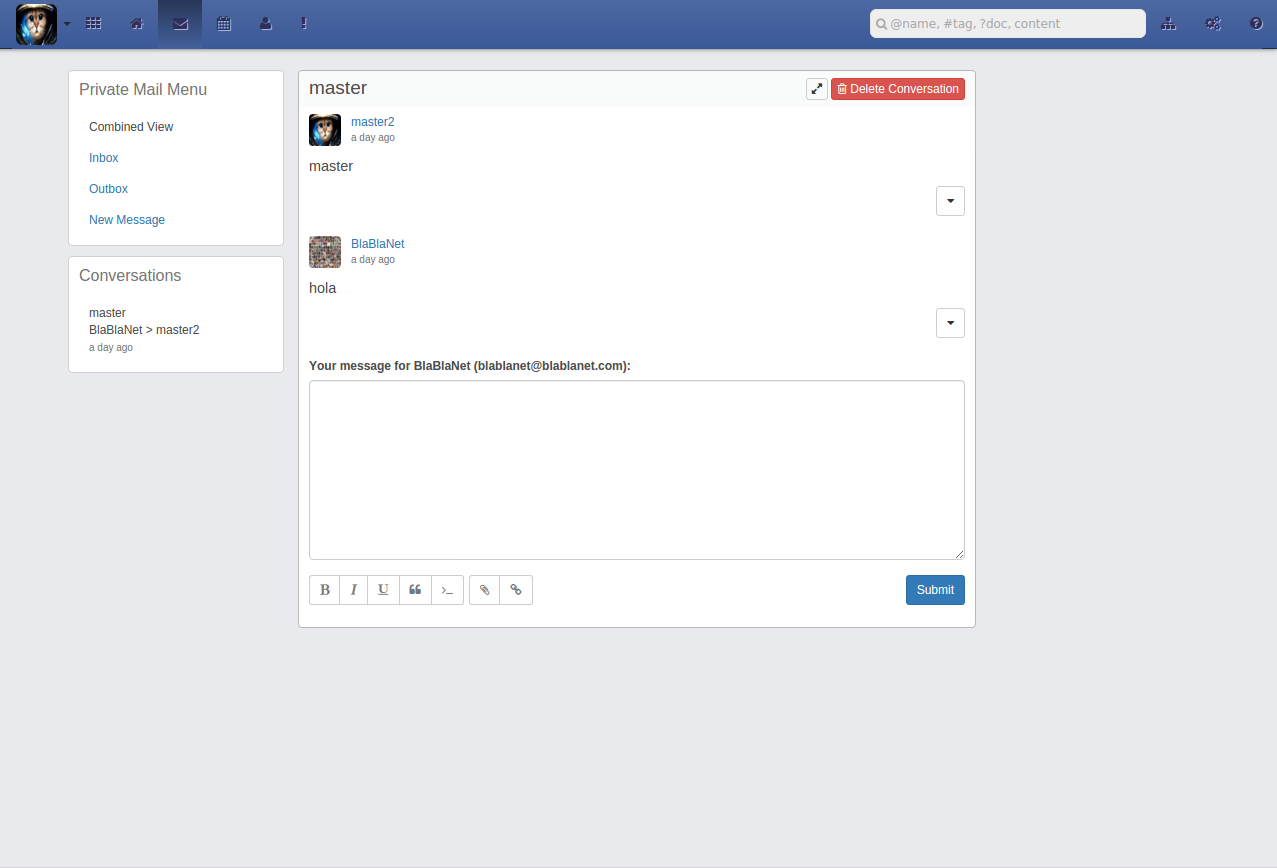 @name, #tag, ?doc, content
Private Mail Menu
Combined View
Inbox
Outbox
New Message
Conversations
master
BlaBlaNet > master2
a day ago
master
Delete Conversation
master2
a day ago
master
BlaBlaNet
a day ago
hola
Your message for BlaBlaNet (blablanet@blablanet.com):
B I U
Submit